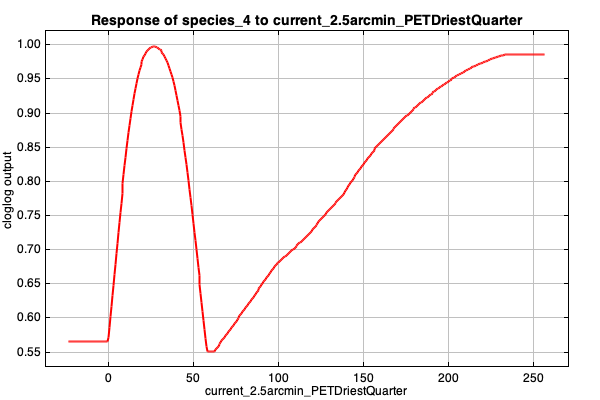 Response of species_4 to current_2.5arcmin_PETDriestQuarter
1.00
0.95
0.90
0.85
0.80
0.75
0.70
0.65
0.60
0.55
cloglog output
0 50 100 150 200 250
current_2.5arcmin_PETDriestQuarter